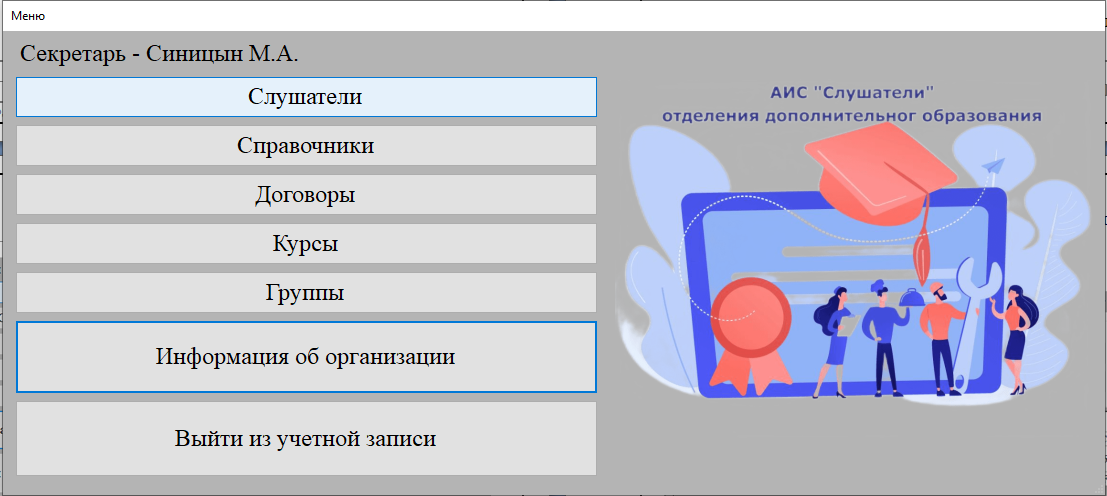 Меню
Секретарь - Синицын М.А.
Слушатели
Справочники
Договоры
Курсы
Группы
Информация об организации
Выйти из учетной записи
АИС "Слушатели"
отделения дополнительног образования